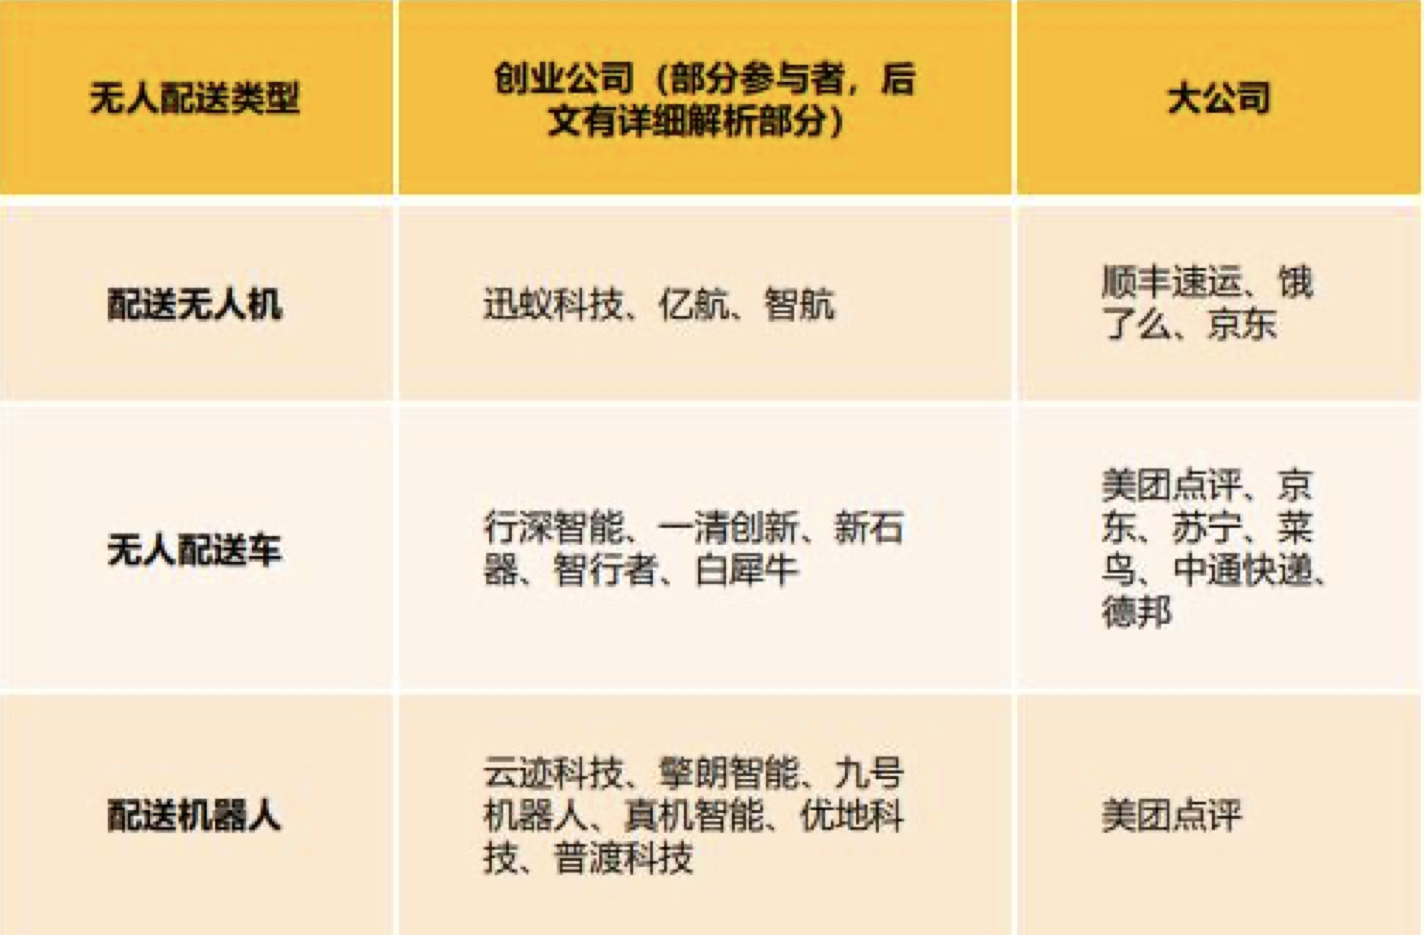 无人配送类型
创业公司（部分参与者，后
文有详细解析部分）
大公司
配送无人机
迅蚁科技、亿航、智航
顺丰速运、饿
了么、京东
无人配送车
行深智能、一清创新、新石
器、智行者、白犀牛
美团点评、京
东、苏宁、菜
鸟、中通快递、
德邦
配送机器人
云迹科技、擎朗智能、九号
机器人、真机智能、优地科
技、普渡科技
美团点评